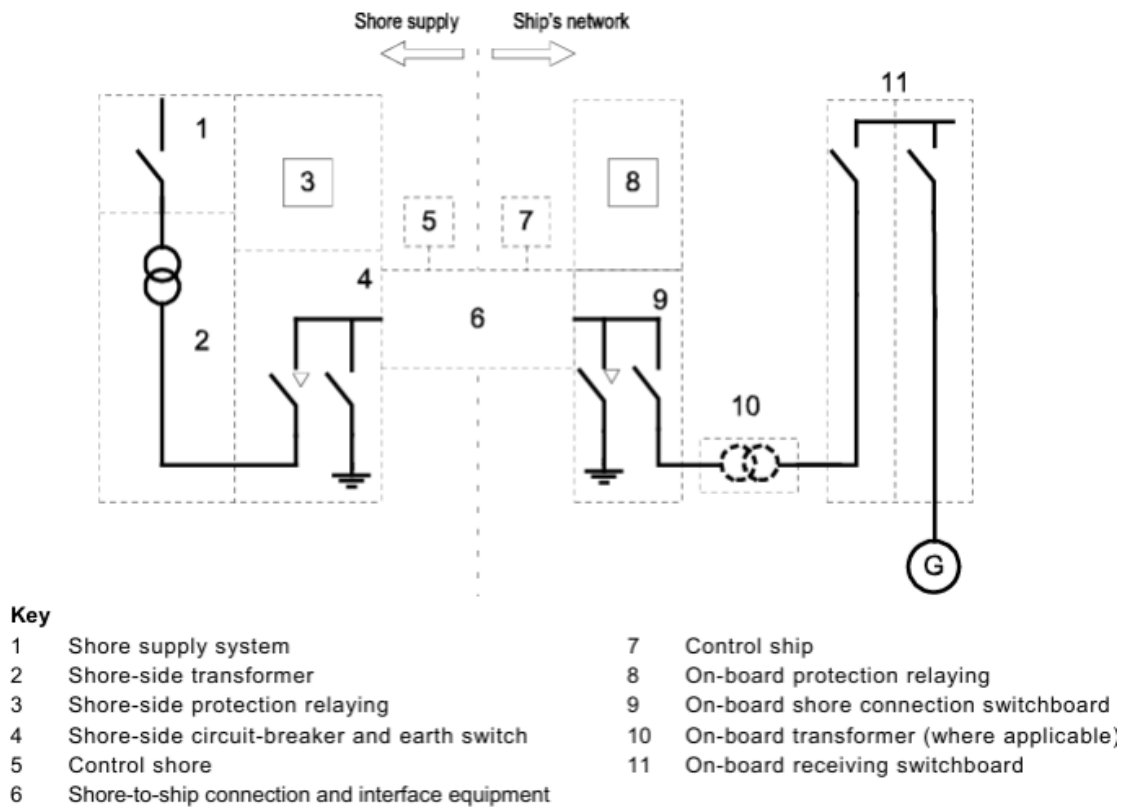 Shore supply
Ship's network
11
1
3
8
5
7
4
9
6
2
10
G
Key
1 Shore supply system
2 Shore-side transformer
3 Shore-side protection relaying
4 Shore-side circuit-breaker and earth switch
5 Control shore
6 Shore-to-ship connection and interface equipment
7 Control ship
8 On-board protection relaying
9 On-board shore connection switchboard
10 On-board transformer (where applicable)
11 On-board receiving switchboard